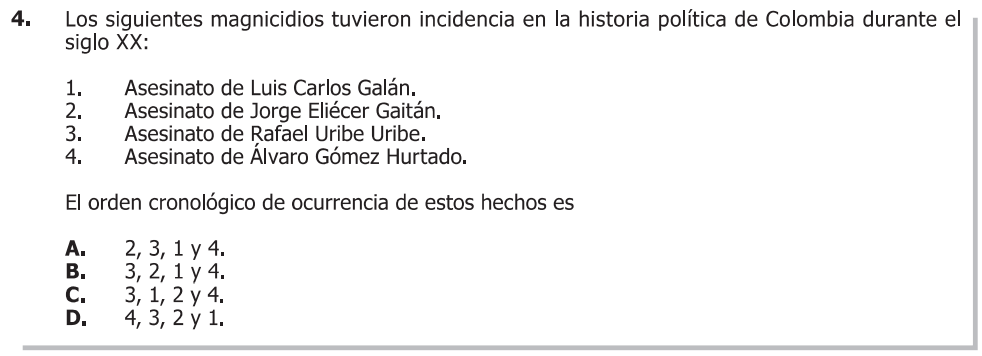 4. Los siguientes magnicidios tuvieron incidencia en la historia política de Colombia durante el
siglo XX:
1. Asesinato de Luis Carlos Galán.
2. Asesinato de Jorge Eliécer Gaitán.
3. Asesinato de Rafael Uribe Uribe.
4. Asesinato de Álvaro Gómez Hurtado.
El orden cronológico de ocurrencia de estos hechos es
A. 2, 3, 1 y 4.
B. 3, 2, 1 y 4.
C. 3, 1, 2 y 4.
D. 4, 3, 2 y 1.